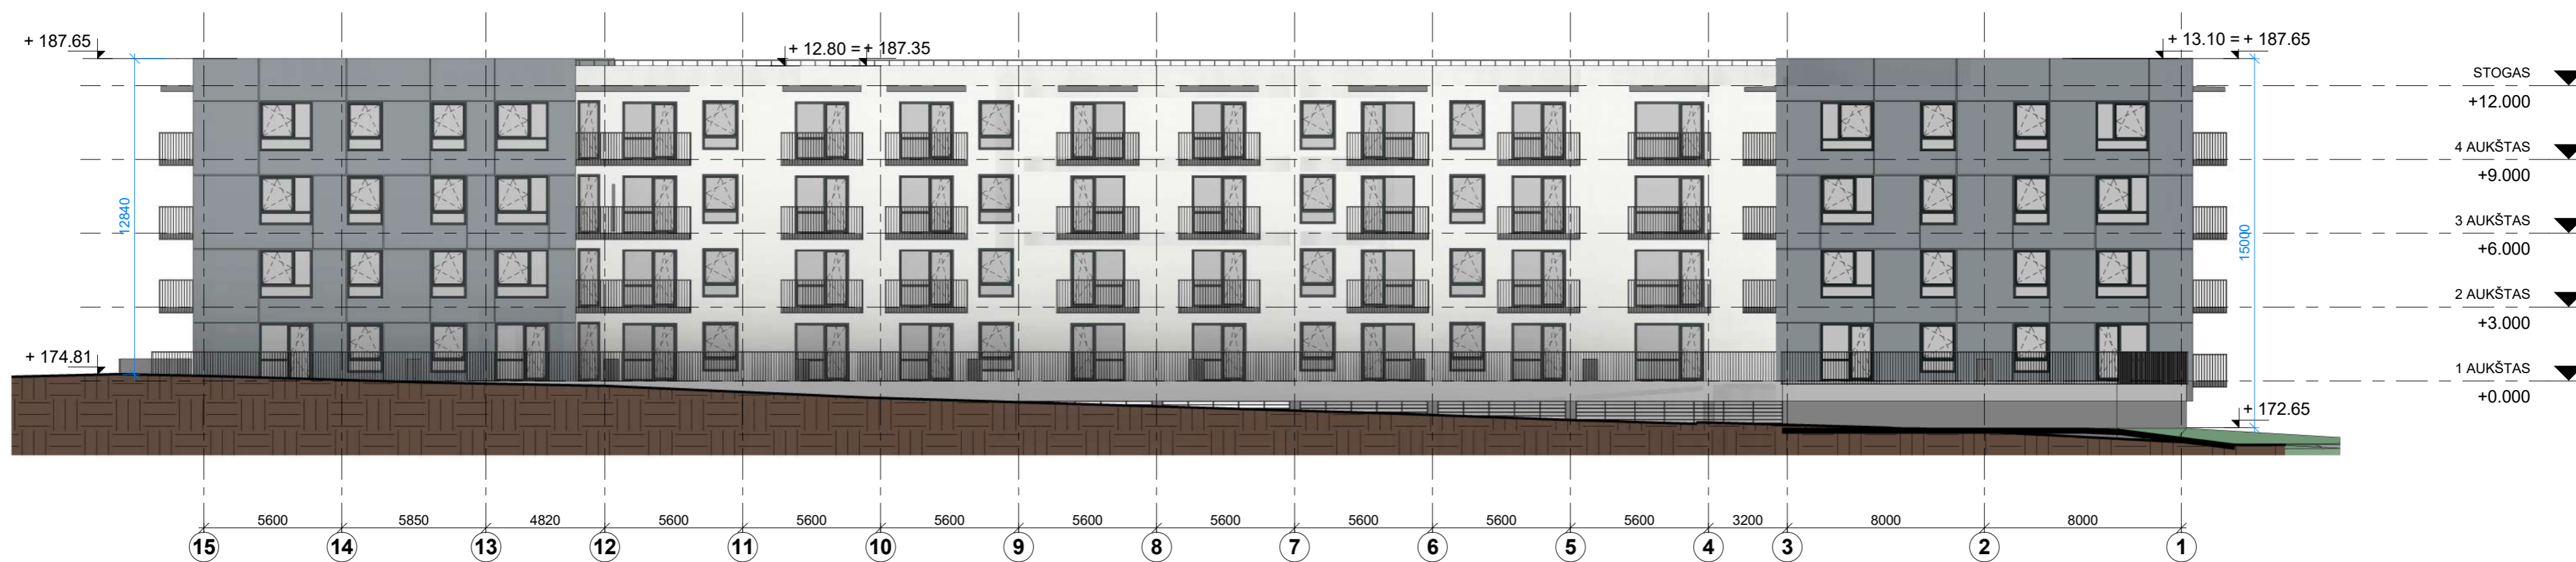 + 187.65
+ 12.80 = + 187.35
+ 13.10 = + 187.65
STOGAS
+12.000
4 AUKŠTAS
+9.000
12840
3 AUKŠTAS
+6.000
15000
2 AUKŠTAS
+3.000
+ 174.81
1 AUKŠTAS
+0.000
+ 172.65
5600 5850 4820 5600 5600 5600 5600 5600 5600 5600 5600 3200 8000 8000
15 14 13 12 11 10 9 8 7 6 5 4 3 2 1